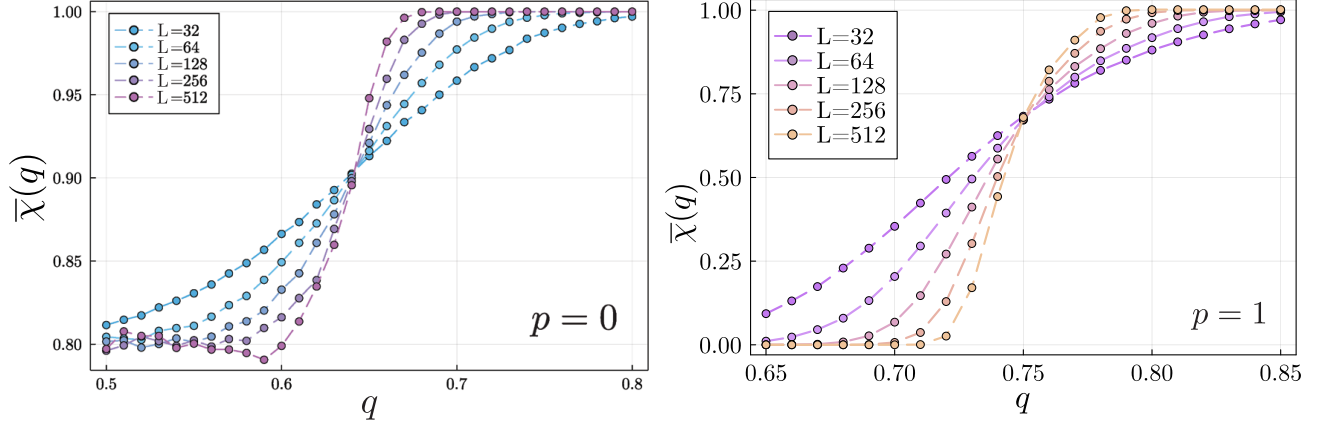 1.00
0.95
0.90
0.85
0.80
χ̅(q)
L=32
L=64
L=128
L=256
L=512
p = 0
0.5
0.6
0.7
0.8
q
1.00
0.75
0.50
0.25
0.00
χ̅(q)
L=32
L=64
L=128
L=256
L=512
p = 1
0.65
0.70
0.75
0.80
0.85
q